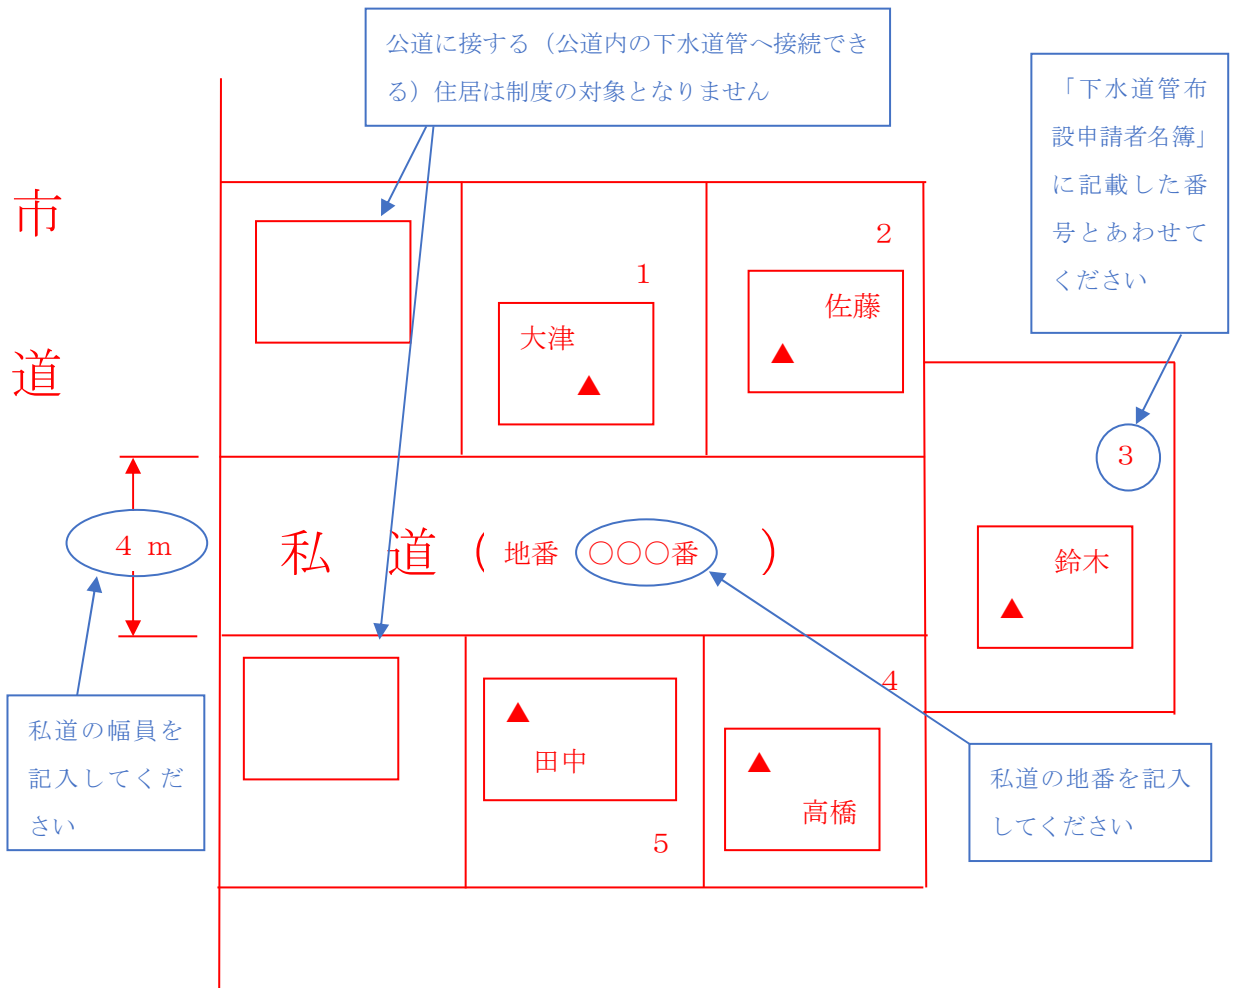 公道に接する（公道内の下水道管へ接続でき
る）住居は制度の対象となりません
「下水道管布
設申請者名簿」
に記載した番
号とあわせて
ください
市
道
1
大津
2
佐藤
3
鈴木
4 m
私 道 ( 地番 〇〇〇番 )
私道の幅員を
記入してくだ
さい
田中
5
4
高橋
私道の地番を記入
してください